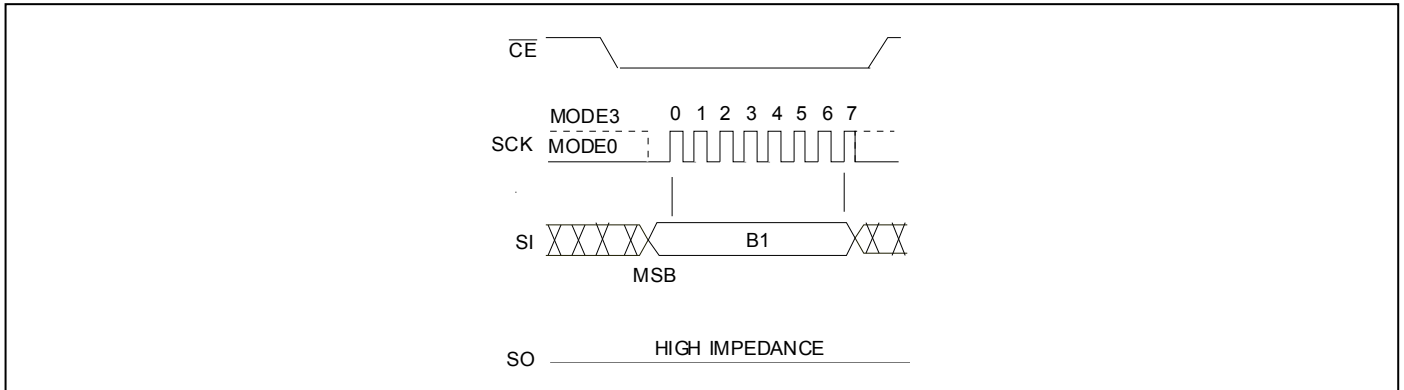 CE
MODE3 0 1 2 3 4 5 6 7
SCK MODE0
SI B1
MSB
SO HIGH IMPEDANCE